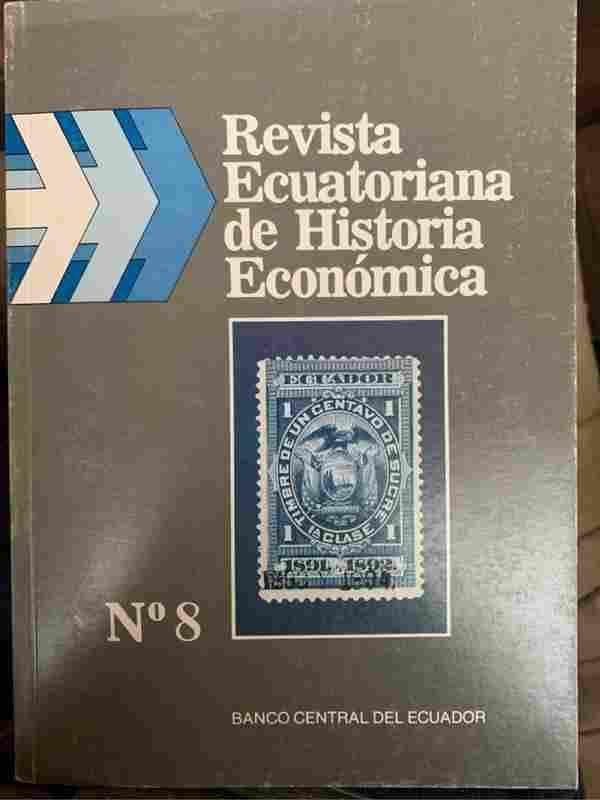 Revista
Ecuatoriana
de Historia
Económica
ECUADOR
1 1
TIMBRE DE UN CENTAVO DE SUCRE
1 1
1ª CLASE
1891. 1892.
Nº 8
BANCO CENTRAL DEL ECUADOR